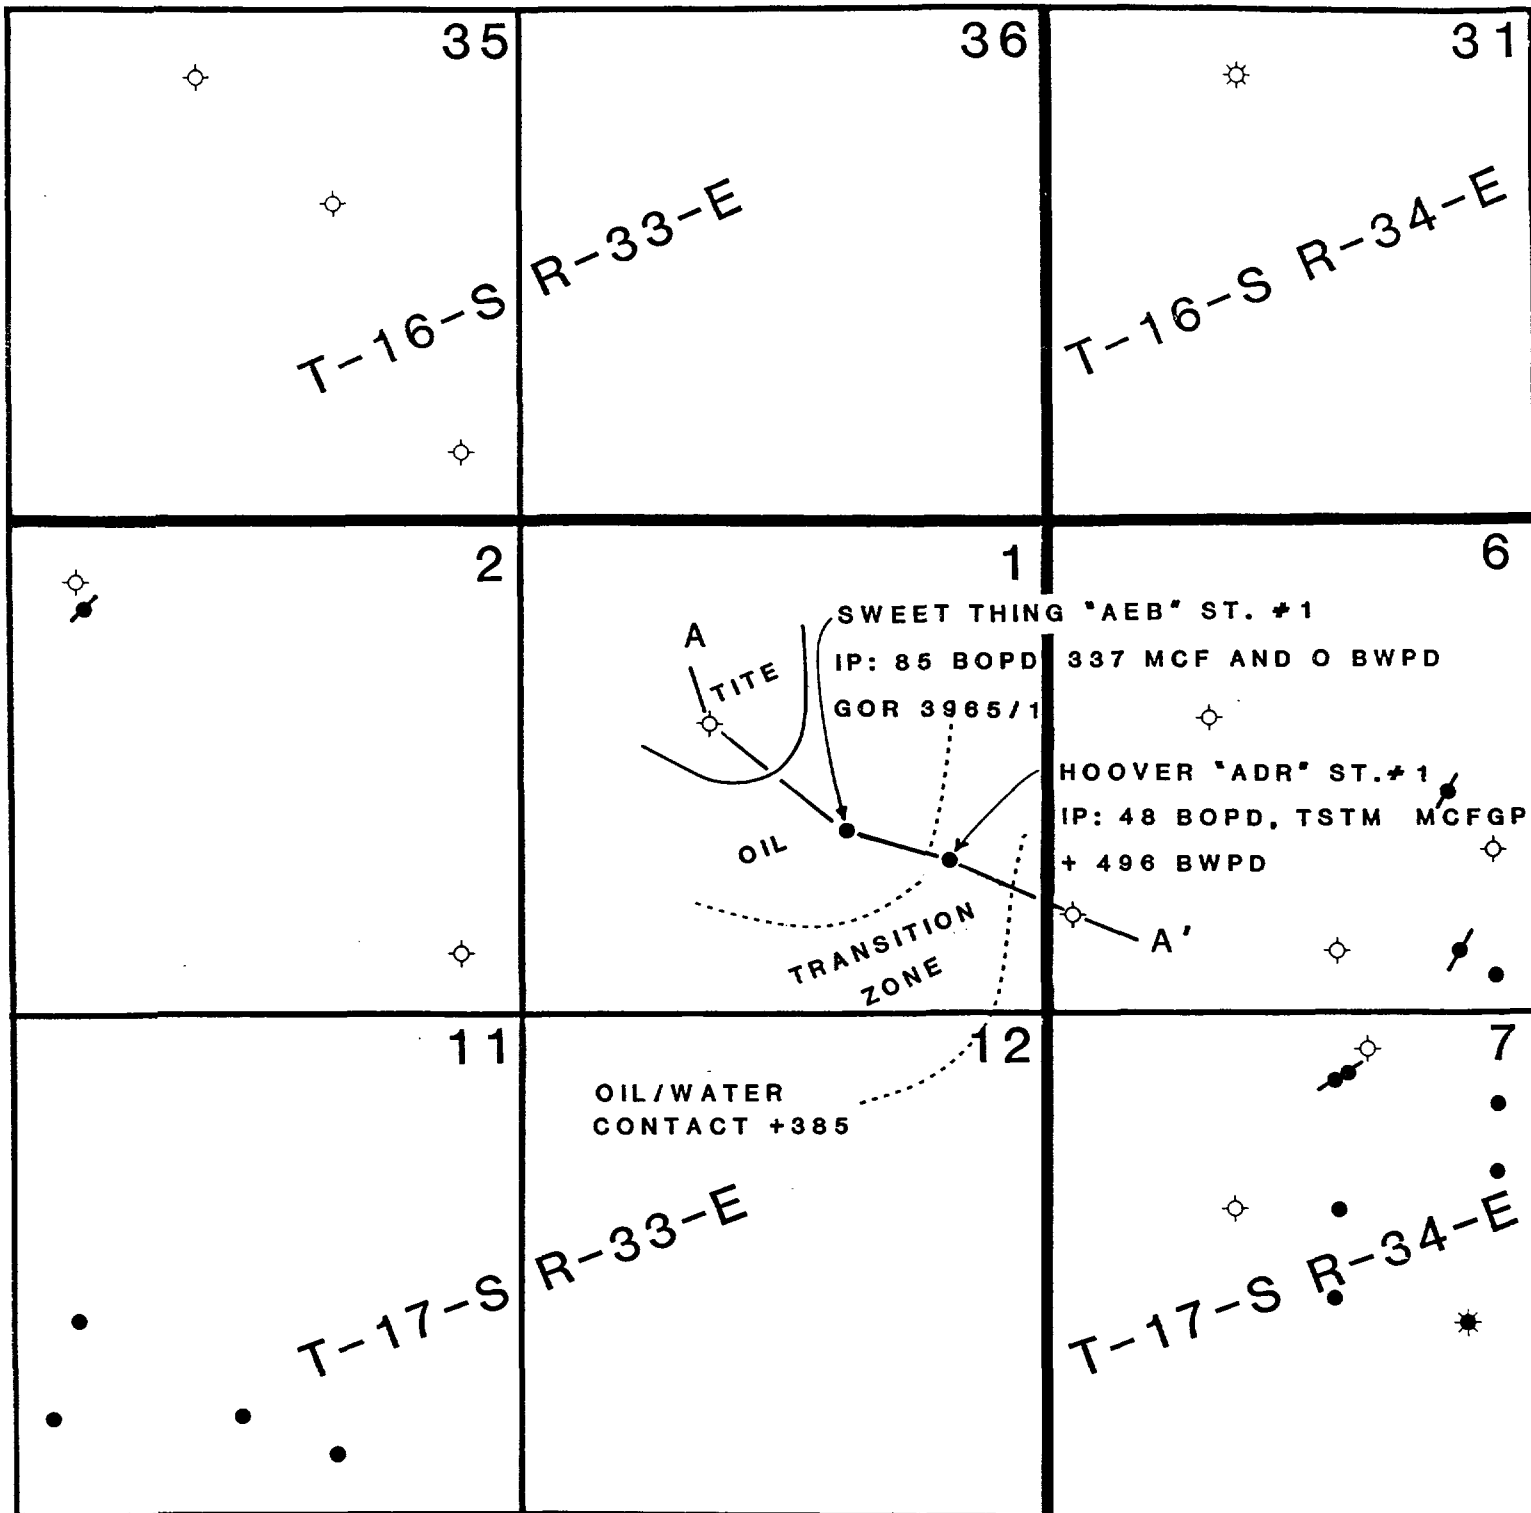 35
36
31
T-16-S R-33-E
T-16-S R-34-E
2
1
6
SWEET THING "AEB" ST. #1
IP: 85 BOPD 337 MCF AND O BWPD
GOR 3965/1
A
TITE
HOOVER "ADR" ST.#1
IP: 48 BOPD, TSTM MCFGP
+ 496 BWPD
OIL
TRANSITION
ZONE
A'
11
12
7
OIL/WATER
CONTACT +385
T-17-S R-33-E
T-17-S R-34-E